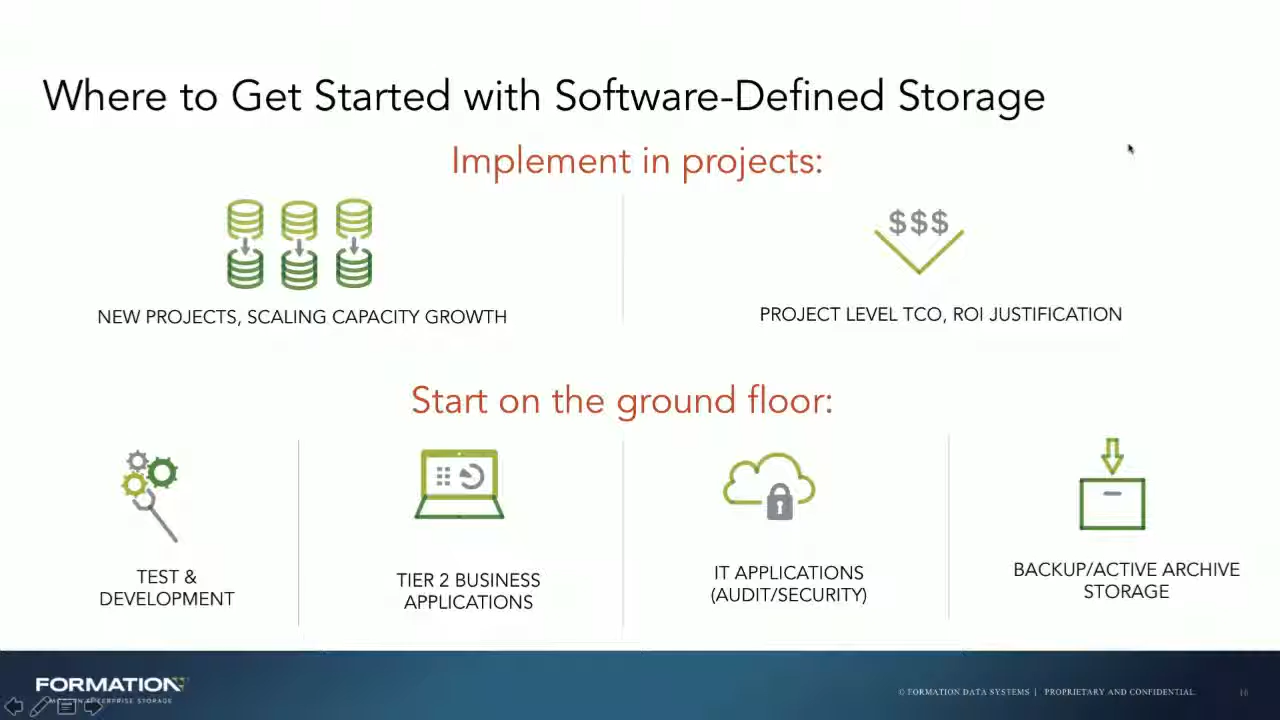 Where to Get Started with Software-Defined Storage
Implement in projects:
$$$
NEW PROJECTS, SCALING CAPACITY GROWTH
PROJECT LEVEL TCO, ROI JUSTIFICATION
Start on the ground floor:
TEST &
DEVELOPMENT
TIER 2 BUSINESS
APPLICATIONS
IT APPLICATIONS
(AUDIT/SECURITY)
BACKUP/ACTIVE ARCHIVE
STORAGE
FORMATION
ENTERPRISE STORAGE
© FORMATION DATA SYSTEMS | PROPRIETARY AND CONFIDENTIAL.